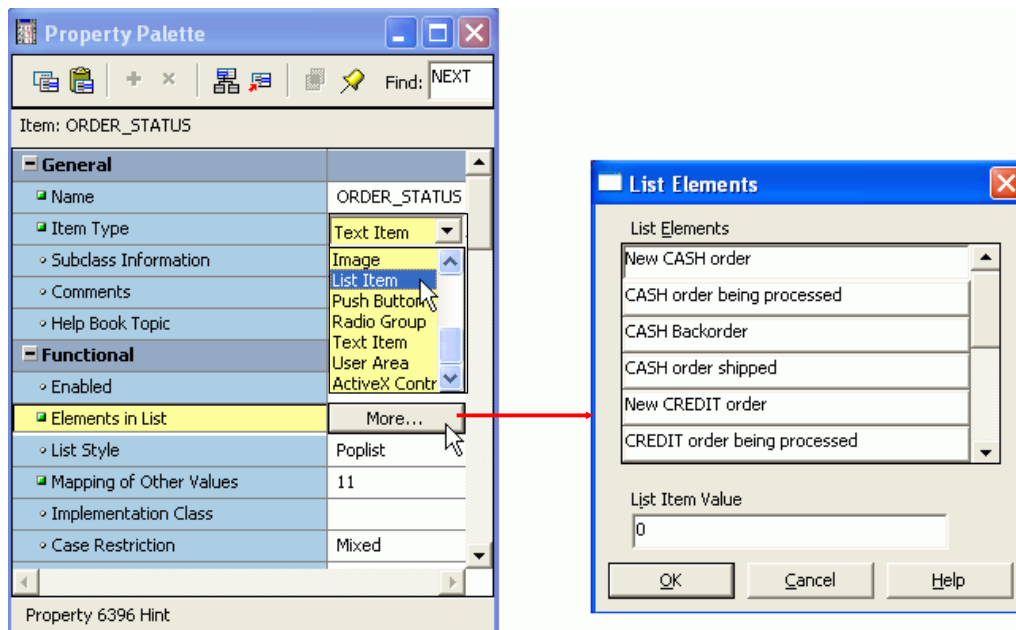 Property Palette
Find: NEXT
Item: ORDER_STATUS
General
Name ORDER_STATUS
Item Type Text Item
Subclass Information
Image
List Item
Comments
Push Button
Help Book Topic
Radio Group
Text Item
User Area
ActiveX Contr
Functional
Enabled
Elements in List More...
List Style Poplist
Mapping of Other Values 11
Implementation Class
Case Restriction Mixed
Property 6396 Hint
List Elements
List Elements
New CASH order
CASH order being processed
CASH Backorder
CASH order shipped
New CREDIT order
CREDIT order being processed
List Item Value
0
OK Cancel Help